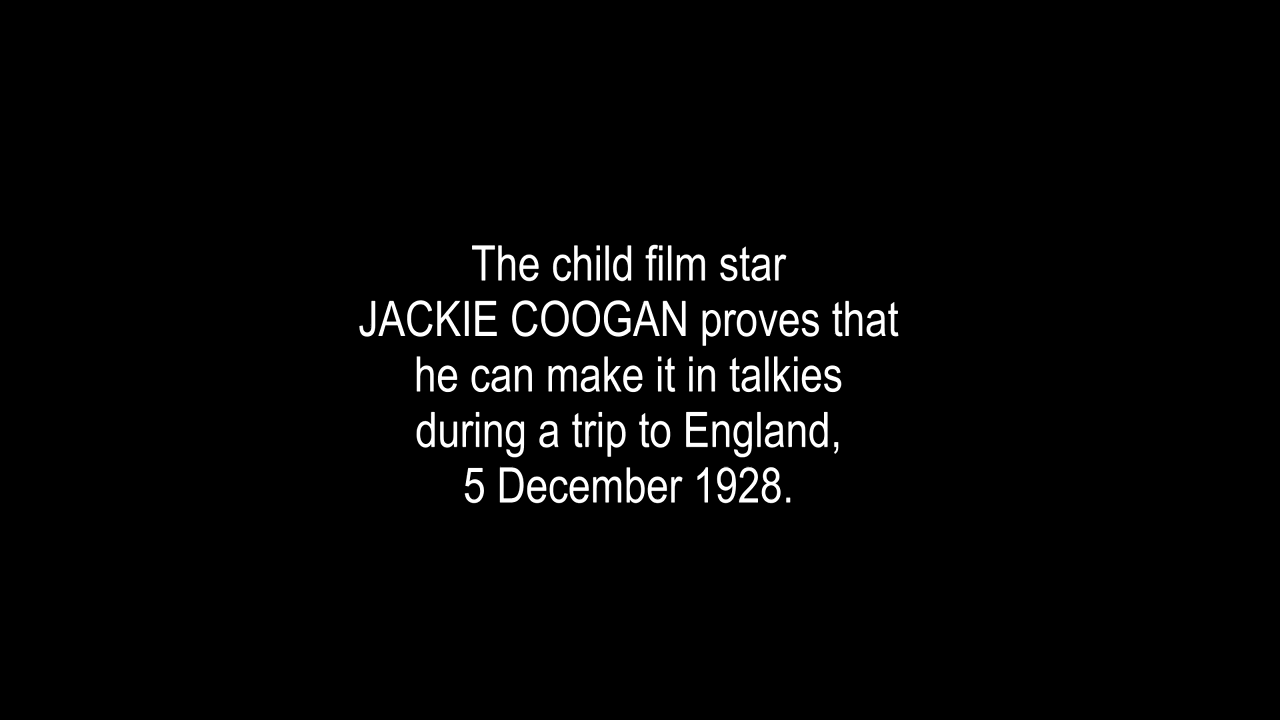 The child film star
JACKIE COOGAN proves that
he can make it in talkies
during a trip to England,
5 December 1928.